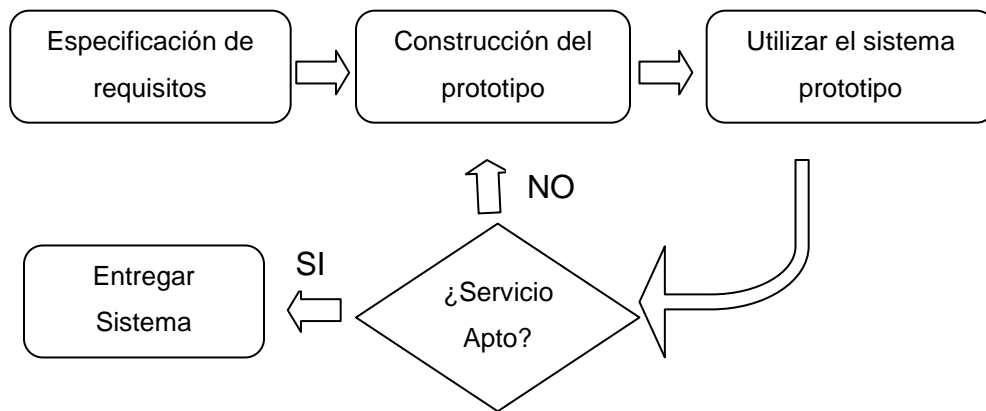 Especificación de
requisitos
Construcción del
prototipo
Utilizar el sistema
prototipo
NO
SI
Entregar
Sistema
¿Servicio
Apto?